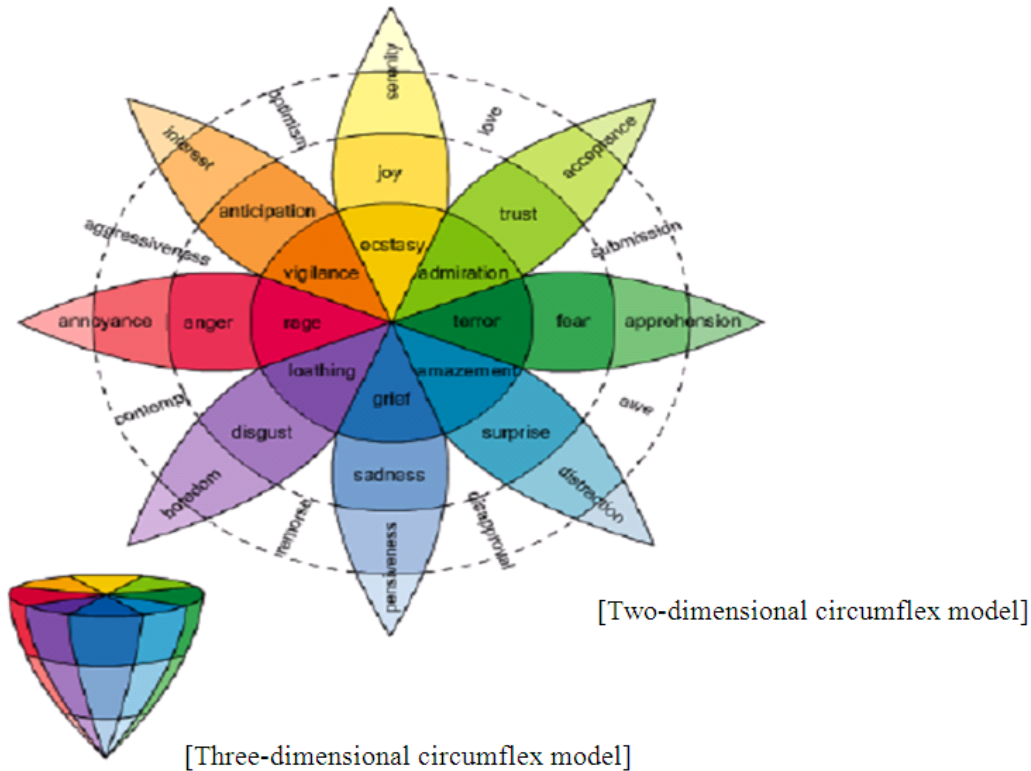 serenity
optimism
love
interest
acceptance
joy
anticipation
trust
aggressiveness
submission
ecstasy
vigilance
admiration
annoyance
anger
rage
terror
fear
apprehension
loathing
amazement
grief
contempt
awe
disgust
surprise
sadness
boredom
distraction
remorse
disapproval
pensiveness
[Two-dimensional circumflex model]
[Three-dimensional circumflex model]